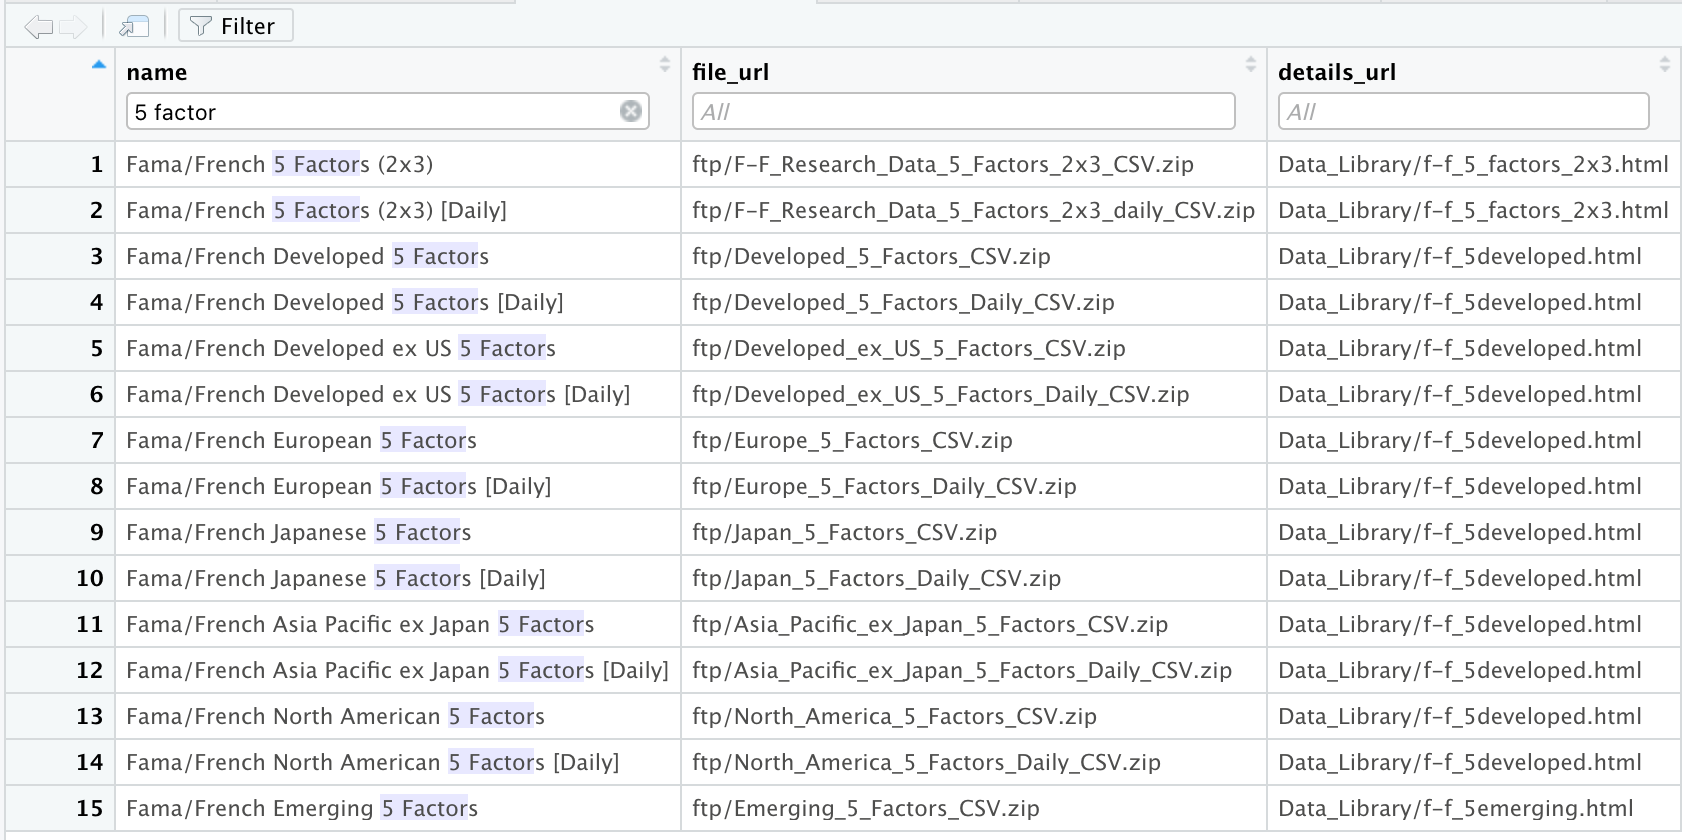 Filter
name file_url details_url
5 factor All All
1 Fama/French 5 Factors (2x3) ftp/F-F_Research_Data_5_Factors_2x3_CSV.zip Data_Library/f-f_5_factors_2x3.html
2 Fama/French 5 Factors (2x3) [Daily] ftp/F-F_Research_Data_5_Factors_2x3_daily_CSV.zip Data_Library/f-f_5_factors_2x3.html
3 Fama/French Developed 5 Factors ftp/Developed_5_Factors_CSV.zip Data_Library/f-f_5developed.html
4 Fama/French Developed 5 Factors [Daily] ftp/Developed_5_Factors_Daily_CSV.zip Data_Library/f-f_5developed.html
5 Fama/French Developed ex US 5 Factors ftp/Developed_ex_US_5_Factors_CSV.zip Data_Library/f-f_5developed.html
6 Fama/French Developed ex US 5 Factors [Daily] ftp/Developed_ex_US_5_Factors_Daily_CSV.zip Data_Library/f-f_5developed.html
7 Fama/French European 5 Factors ftp/Europe_5_Factors_CSV.zip Data_Library/f-f_5developed.html
8 Fama/French European 5 Factors [Daily] ftp/Europe_5_Factors_Daily_CSV.zip Data_Library/f-f_5developed.html
9 Fama/French Japanese 5 Factors ftp/Japan_5_Factors_CSV.zip Data_Library/f-f_5developed.html
10 Fama/French Japanese 5 Factors [Daily] ftp/Japan_5_Factors_Daily_CSV.zip Data_Library/f-f_5developed.html
11 Fama/French Asia Pacific ex Japan 5 Factors ftp/Asia_Pacific_ex_Japan_5_Factors_CSV.zip Data_Library/f-f_5developed.html
12 Fama/French Asia Pacific ex Japan 5 Factors [Daily] ftp/Asia_Pacific_ex_Japan_5_Factors_Daily_CSV.zip Data_Library/f-f_5developed.html
13 Fama/French North American 5 Factors ftp/North_America_5_Factors_CSV.zip Data_Library/f-f_5developed.html
14 Fama/French North American 5 Factors [Daily] ftp/North_America_5_Factors_Daily_CSV.zip Data_Library/f-f_5developed.html
15 Fama/French Emerging 5 Factors ftp/Emerging_5_Factors_CSV.zip Data_Library/f-f_5emerging.html